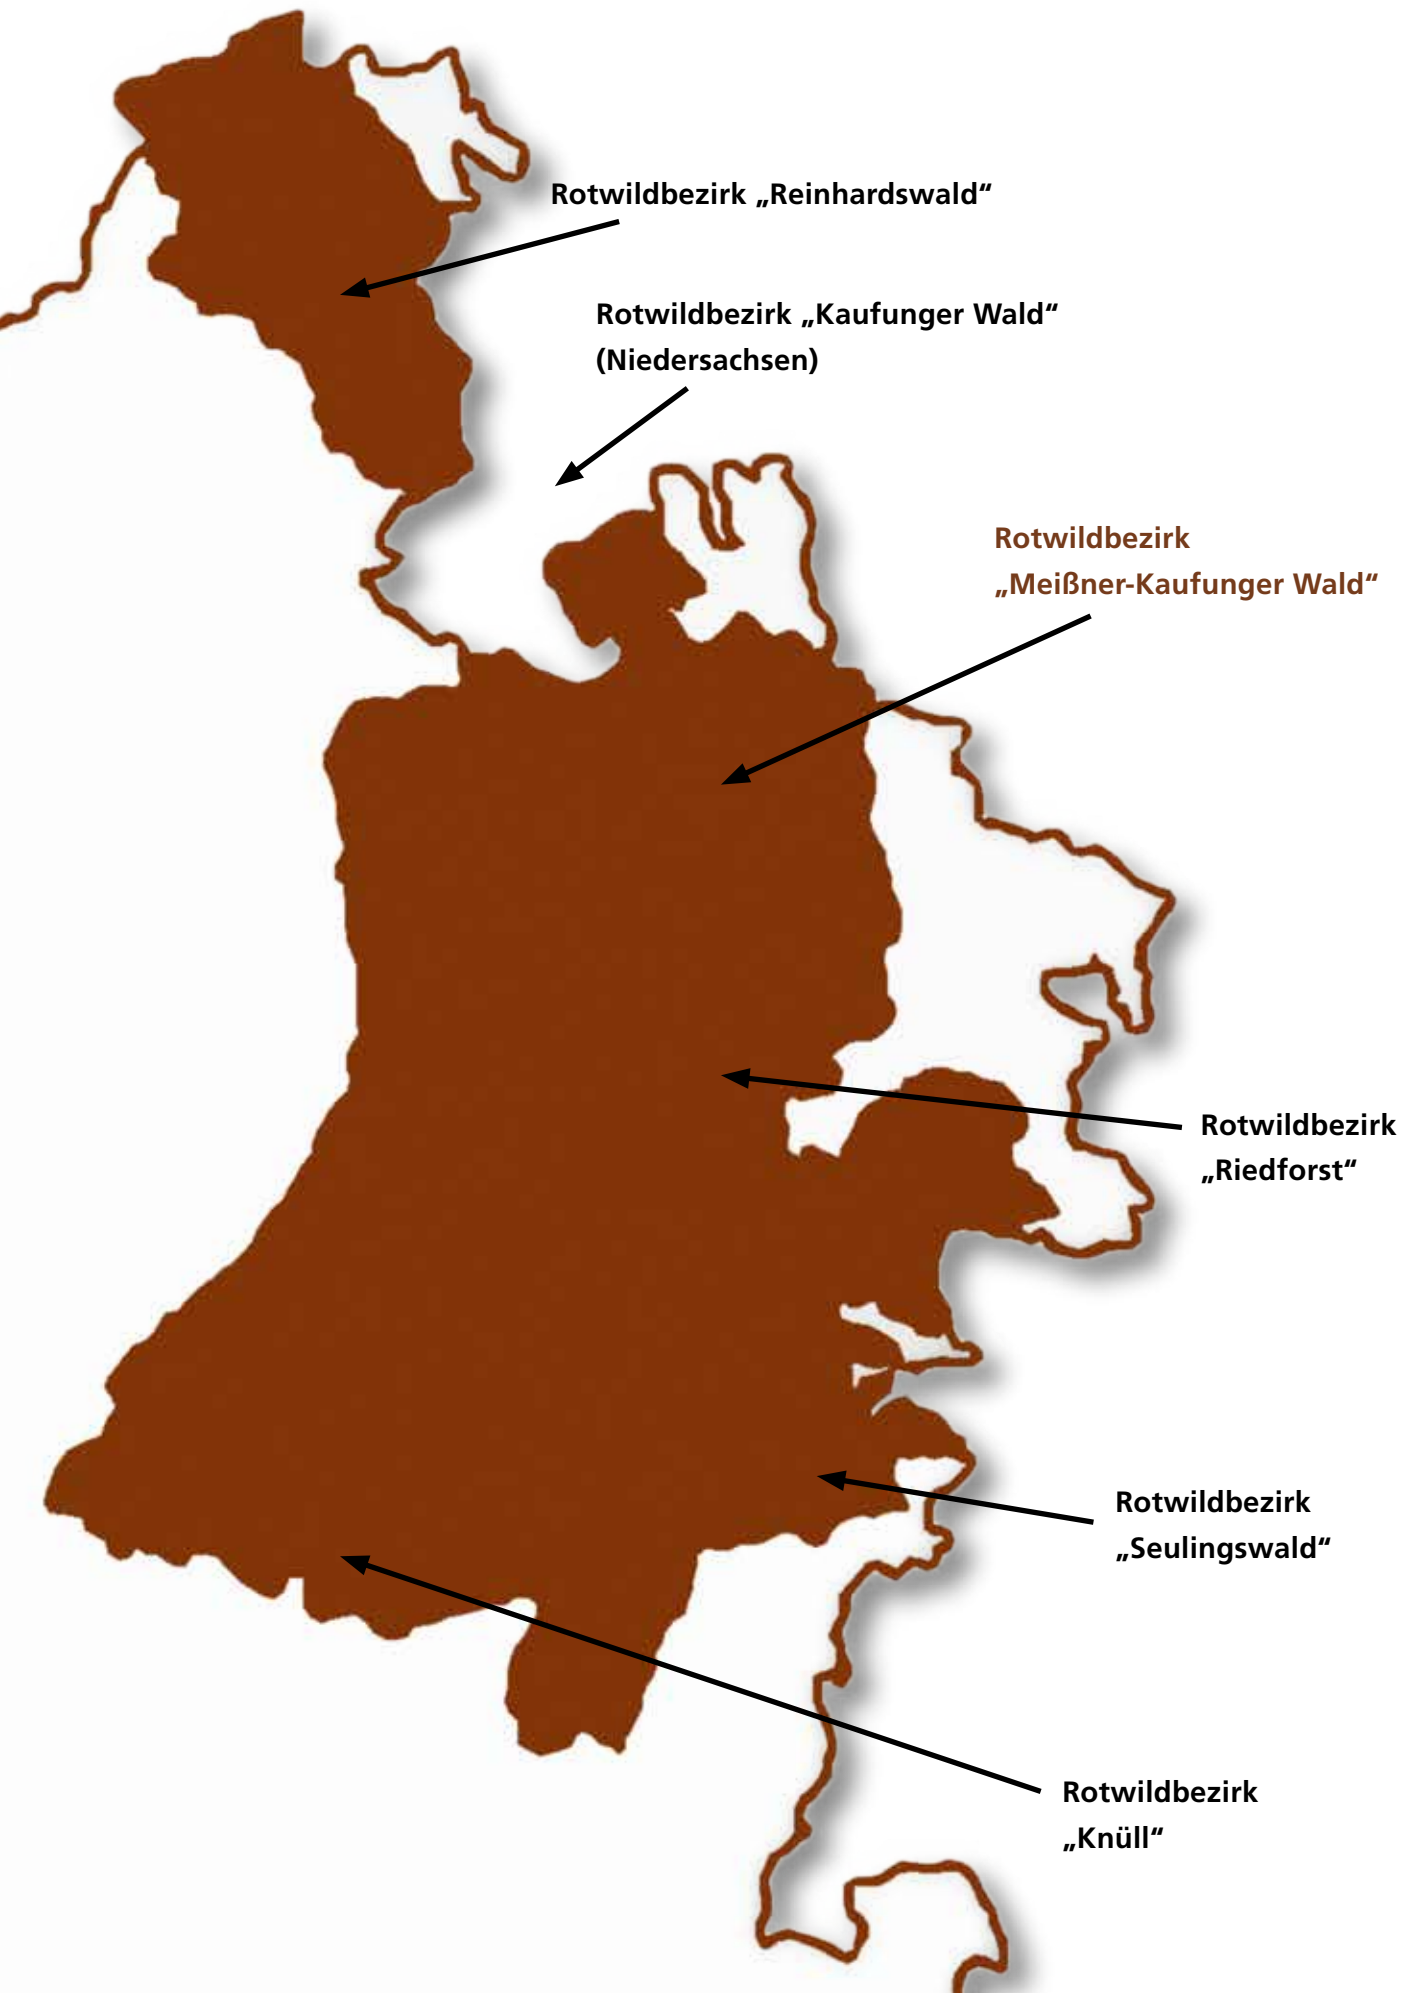 Rotwildbezirk „Reinhardswald“
Rotwildbezirk „Kaufunger Wald“
(Niedersachsen)
Rotwildbezirk
„Meißner-Kaufunger Wald“
Rotwildbezirk
„Riedforst“
Rotwildbezirk
„Seulingswald“
Rotwildbezirk
„Knüll“